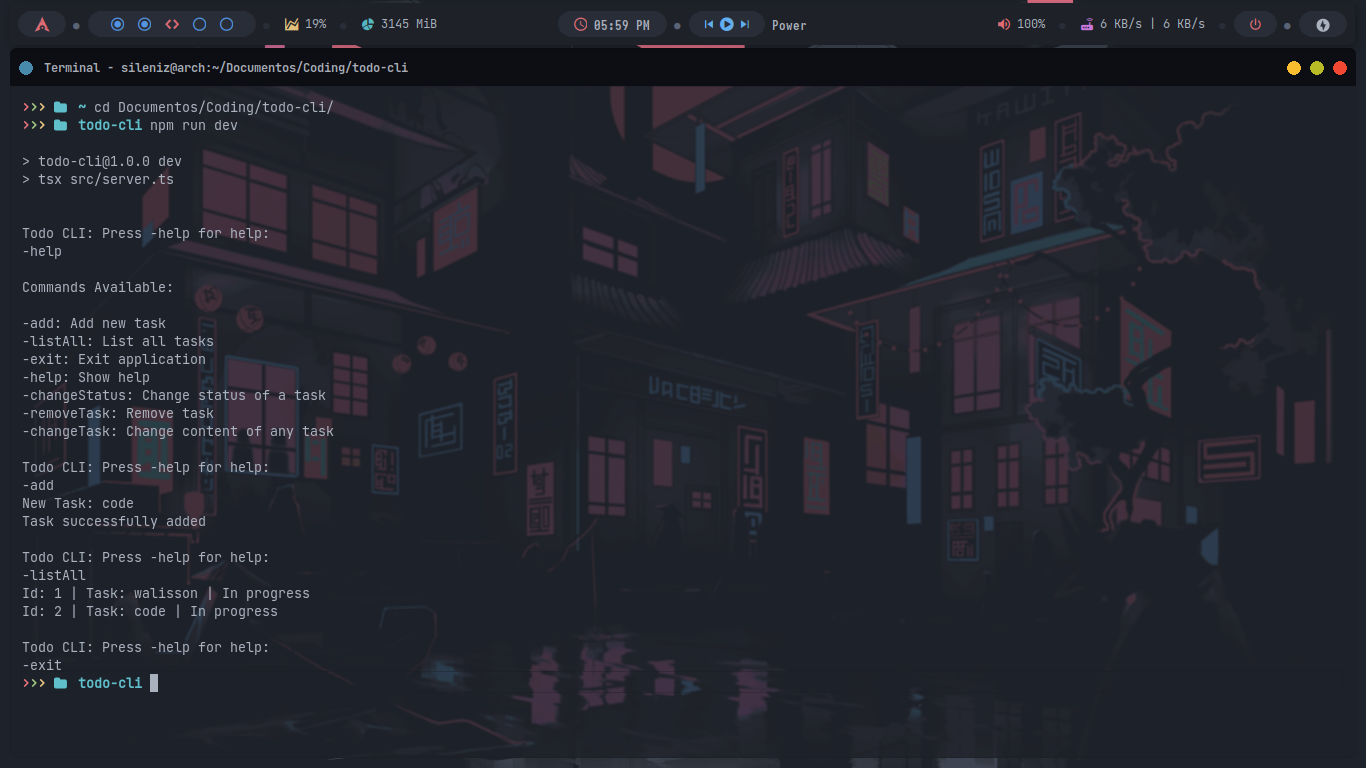 19%
3145 MiB
05:59 PM
Power
100%
6 KB/s | 6 KB/s
Terminal - sileniz@arch:~/Documentos/Coding/todo-cli
>>> ~ cd Documentos/Coding/todo-cli/
>>> todo-cli npm run dev
> todo-cli@1.0.0 dev
> tsx src/server.ts
Todo CLI: Press -help for help:
-help
Commands Available:
-add: Add new task
-listAll: List all tasks
-exit: Exit application
-help: Show help
-changeStatus: Change status of a task
-removeTask: Remove task
-changeTask: Change content of any task
Todo CLI: Press -help for help:
-add
New Task: code
Task successfully added
Todo CLI: Press -help for help:
-listAll
Id: 1 | Task: walisson | In progress
Id: 2 | Task: code | In progress
Todo CLI: Press -help for help:
-exit
>>> todo-cli